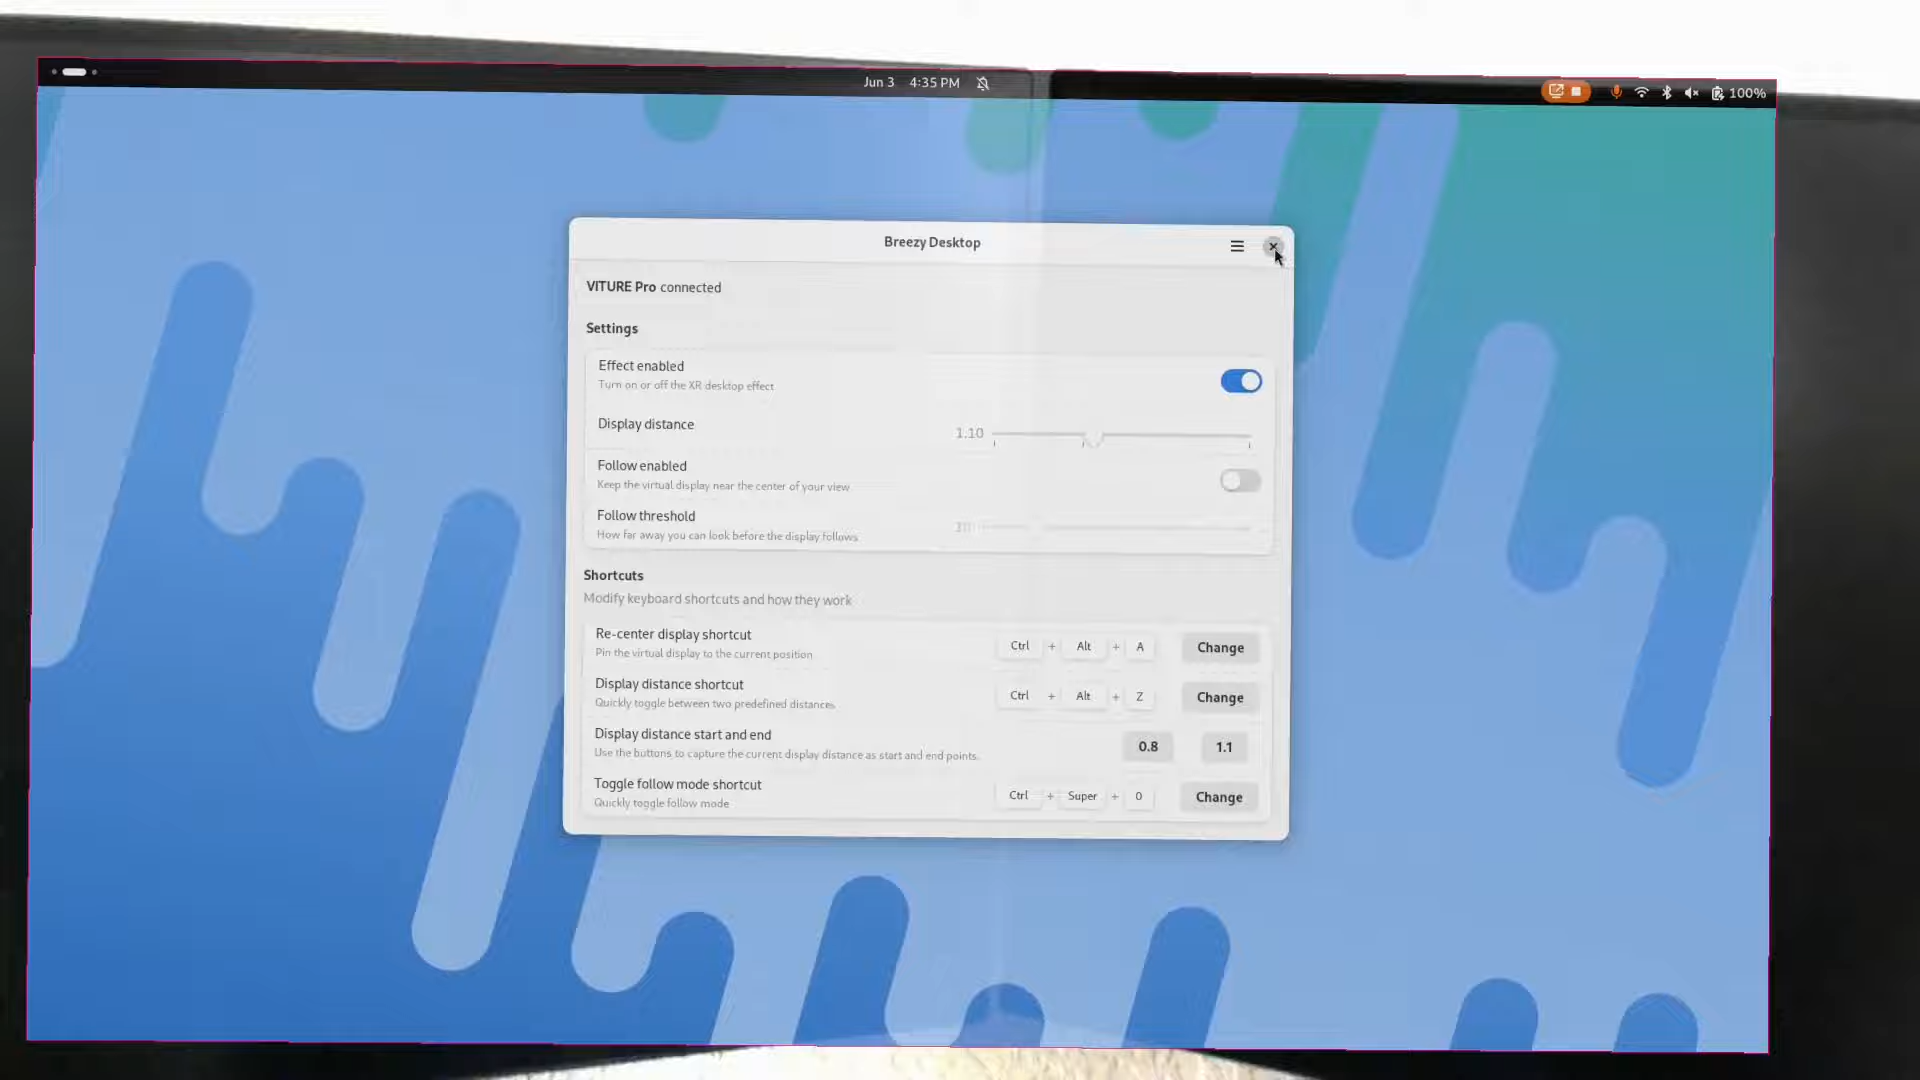 Jun 3 4:35 PM
100%
Breezy Desktop
VITURE Pro connected
Settings
Effect enabled
Turn on or off the XR desktop effect
Display distance
1.10
Follow enabled
Keep the virtual display near the center of your view
Follow threshold
How far away you can look before the display follows
Shortcuts
Modify keyboard shortcuts and how they work
Re-center display shortcut
Pin the virtual display to the current position
Ctrl + Alt + A
Change
Display distance shortcut
Quickly toggle between two predefined distances
Ctrl + Alt + Z
Change
Display distance start and end
Use the buttons to capture the current display distance as start and end points.
0.8
1.1
Toggle follow mode shortcut
Quickly toggle follow mode
Ctrl + Super + 0
Change